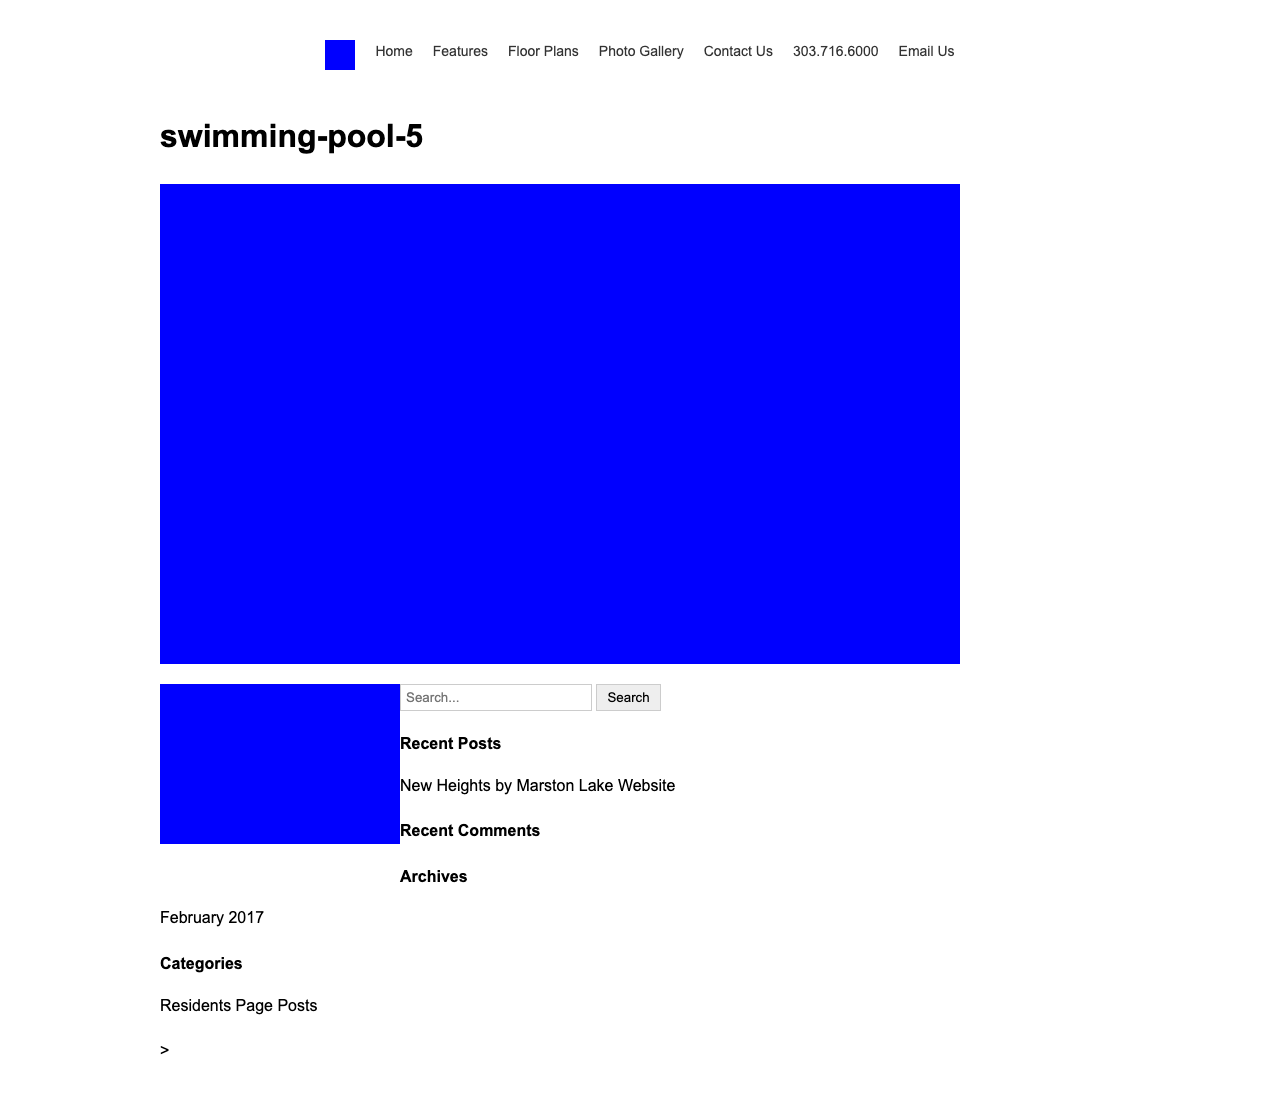 Home Features Floor Plans Photo Gallery Contact Us 303.716.6000 Email Us
swimming-pool-5
Search... Search
Recent Posts
New Heights by Marston Lake Website
Recent Comments
Archives
February 2017
Categories
Residents Page Posts
>